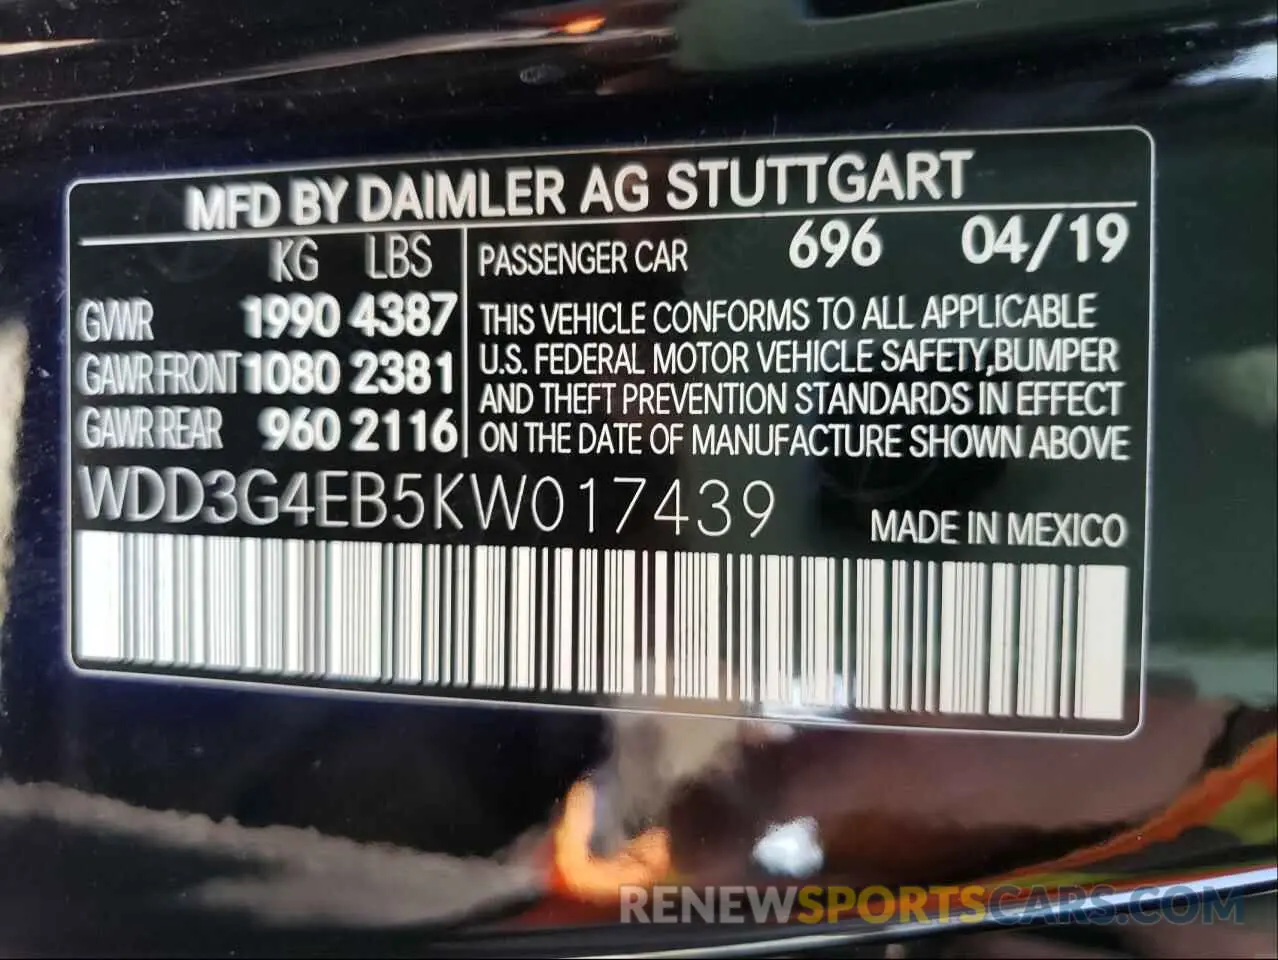 MFD BY DAIMLER AG STUTTGART
KG LBS
GVWR 1990 4387
GAWR FRONT 1080 2381
GAWR REAR 960 2116
PASSENGER CAR 696 04/19
THIS VEHICLE CONFORMS TO ALL APPLICABLE
U.S. FEDERAL MOTOR VEHICLE SAFETY, BUMPER
AND THEFT PREVENTION STANDARDS IN EFFECT
ON THE DATE OF MANUFACTURE SHOWN ABOVE
WDD3G4EB5KW017439
MADE IN MEXICO
RENEWSPORTSCARS.COM